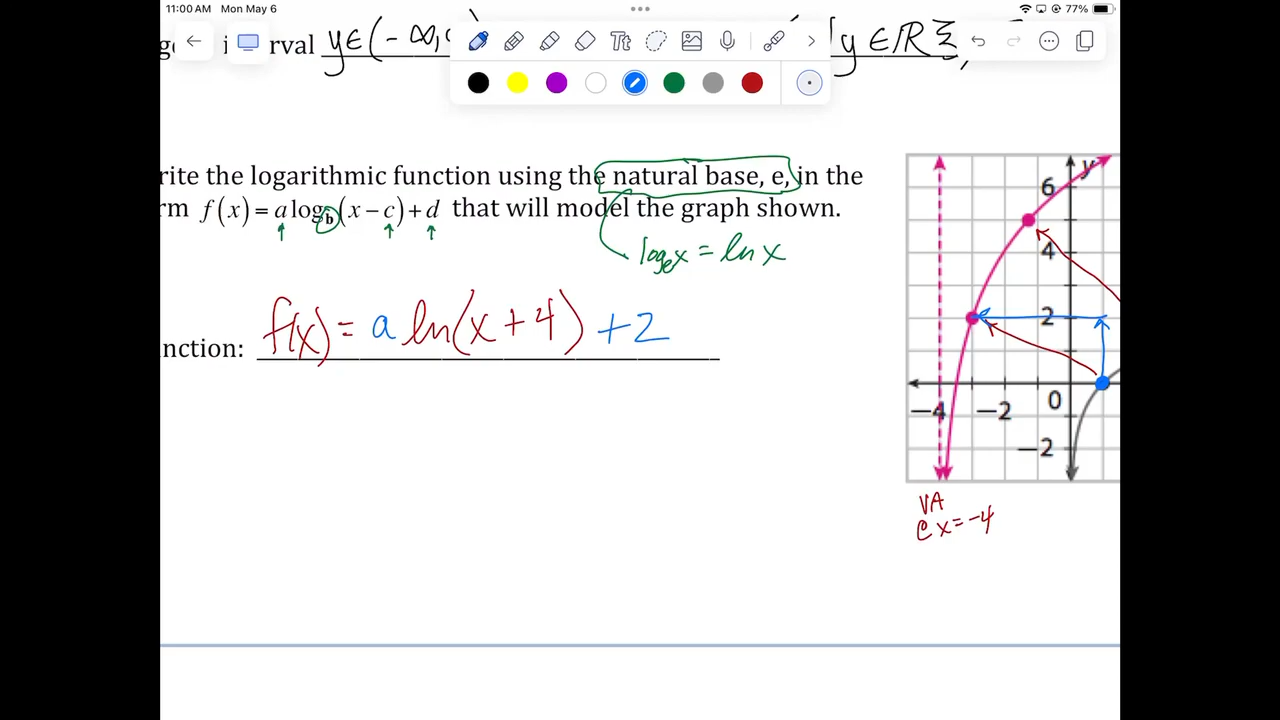 11:00 AM Mon May 6
77%
interval y∈(-∞,
Tt
y∈ℝ},
rite the logarithmic function using the natural base, e, in the
rm f(x) = a log_b(x − c) + d that will model the graph shown.
log_e x = ln x
f(x) = a ln(x+4) +2
nction:
y
6
4
2
−4 −2 0
−2
VA
@ x=-4